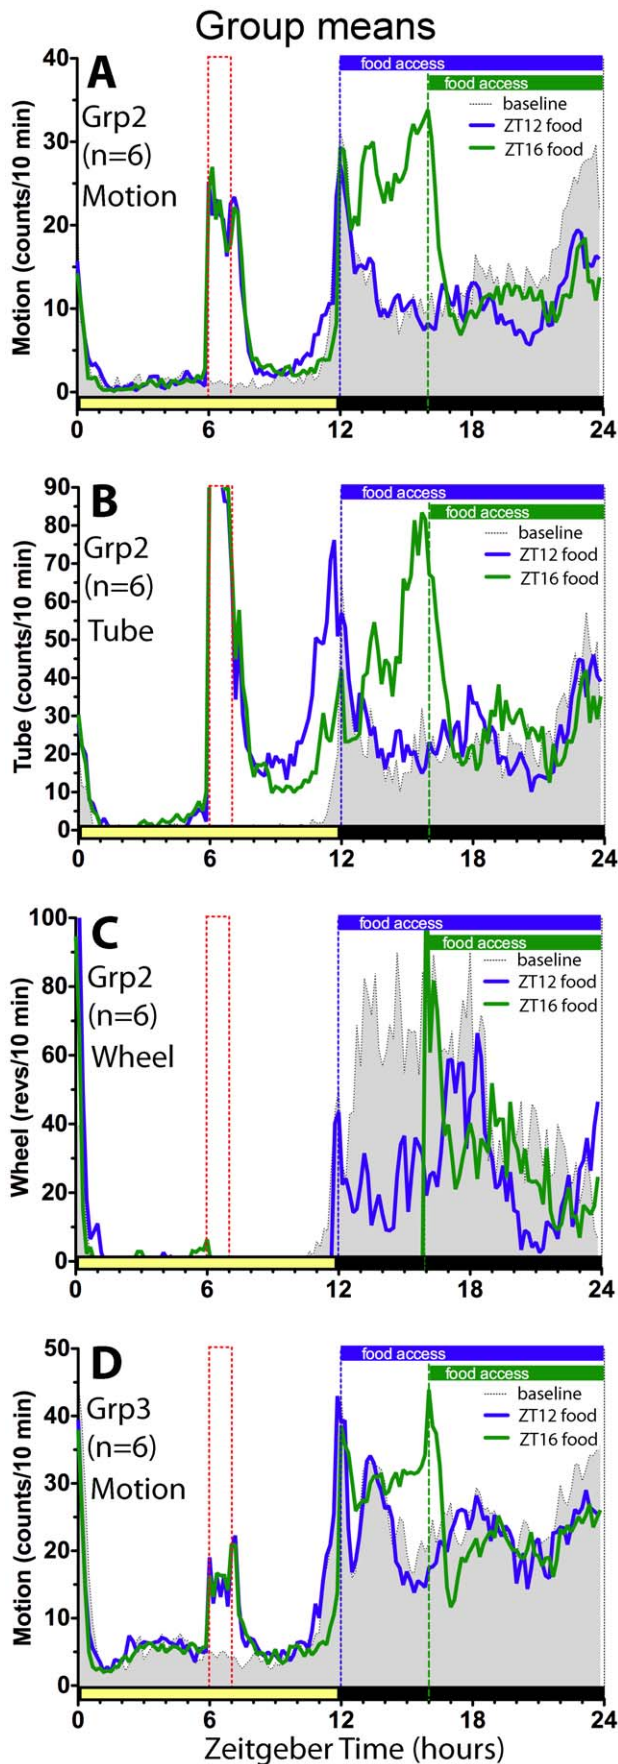 Group means
A
Grp2
(n=6)
Motion
food access
food access
baseline
ZT12 food
ZT16 food
Motion (counts/10 min)
40
30
20
10
0
0 6 12 18 24
B
Grp2
(n=6)
Tube
food access
food access
baseline
ZT12 food
ZT16 food
Tube (counts/10 min)
90
80
70
60
50
40
30
20
10
0
0 6 12 18 24
C
Grp2
(n=6)
Wheel
food access
food access
baseline
ZT12 food
ZT16 food
Wheel (revs/10 min)
100
80
60
40
20
0
0 6 12 18 24
D
Grp3
(n=6)
Motion
food access
food access
baseline
ZT12 food
ZT16 food
Motion (counts/10 min)
50
40
30
20
10
0
0 6 12 18 24
Zeitgeber Time (hours)